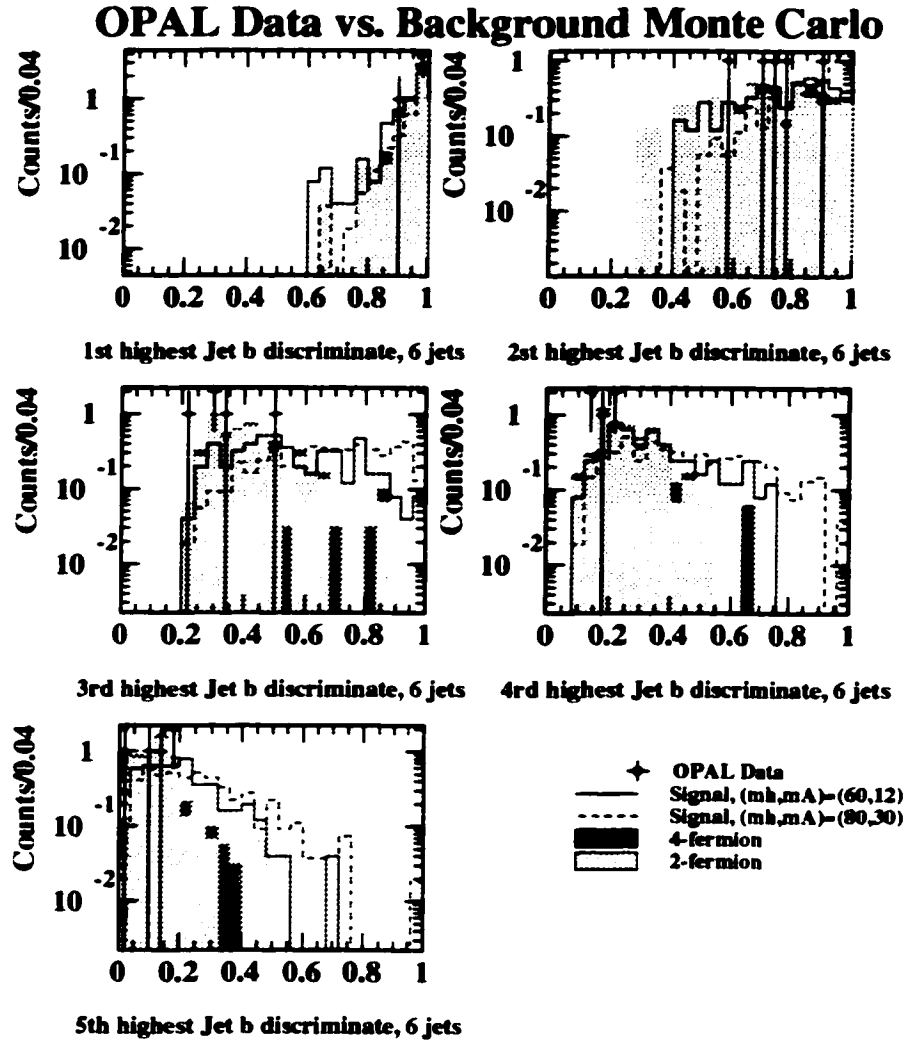 OPAL Data vs. Background Monte Carlo
Counts/0.04
1
10 -1
10 -2
0 0.2 0.4 0.6 0.8 1
1st highest Jet b discriminate, 6 jets
Counts/0.04
1
10 -1
10 -2
0 0.2 0.4 0.6 0.8 1
2st highest Jet b discriminate, 6 jets
Counts/0.04
1
10 -1
10 -2
0 0.2 0.4 0.6 0.8 1
3rd highest Jet b discriminate, 6 jets
Counts/0.04
1
10 -1
10 -2
0 0.2 0.4 0.6 0.8 1
4rd highest Jet b discriminate, 6 jets
Counts/0.04
1
10 -1
10 -2
0 0.2 0.4 0.6 0.8 1
5th highest Jet b discriminate, 6 jets
OPAL Data
Signal, (mh,mA)=(60,12)
Signal, (mh,mA)=(80,30)
4-fermion
2-fermion